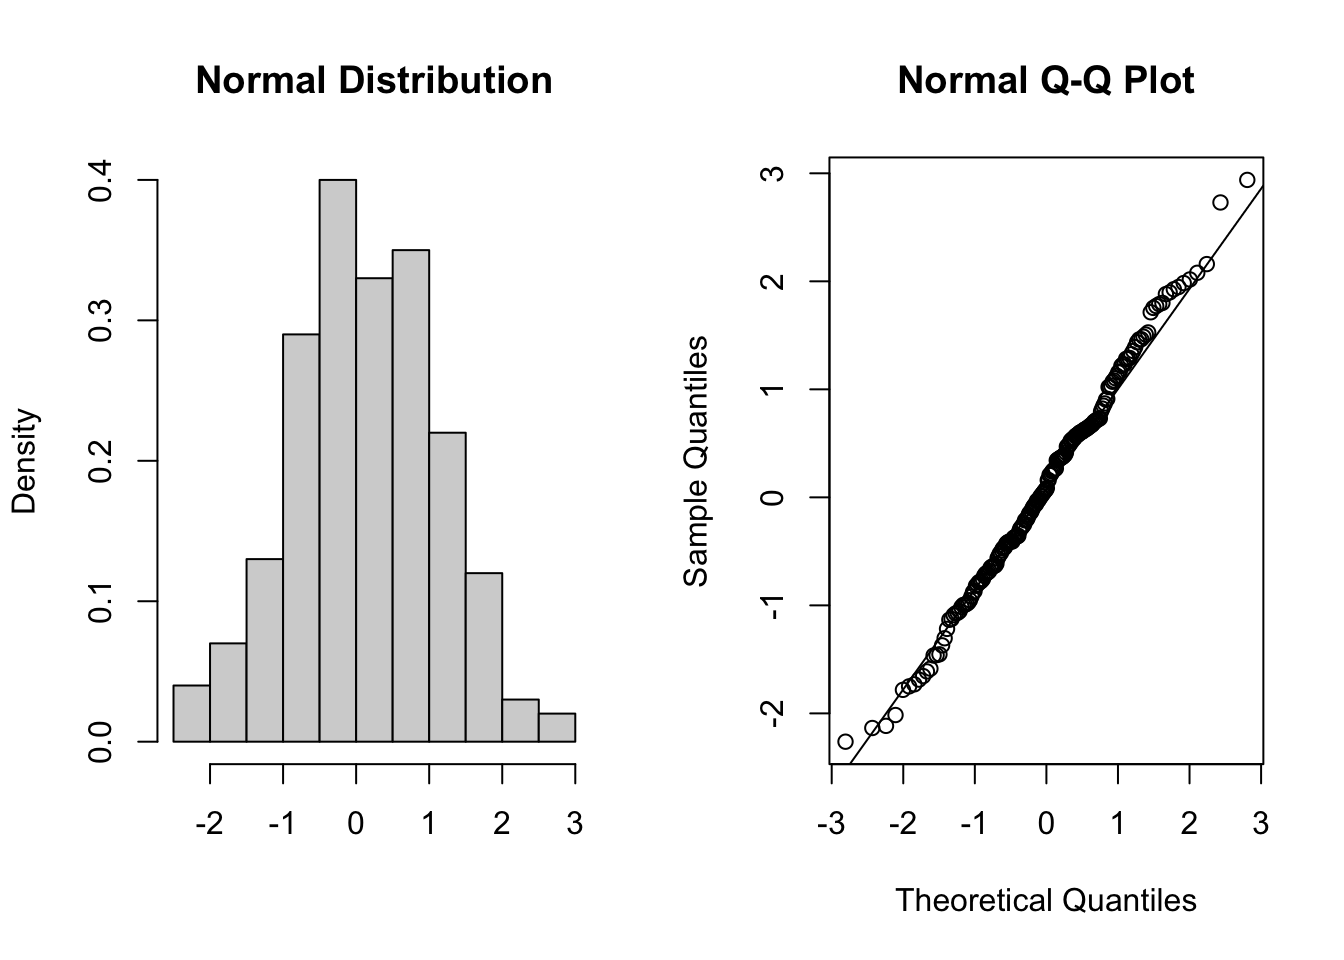 Normal Distribution
Density
0.0 0.1 0.2 0.3 0.4
-2 -1 0 1 2 3
Normal Q-Q Plot
Sample Quantiles
-2 -1 0 1 2 3
-3 -2 -1 0 1 2 3
Theoretical Quantiles